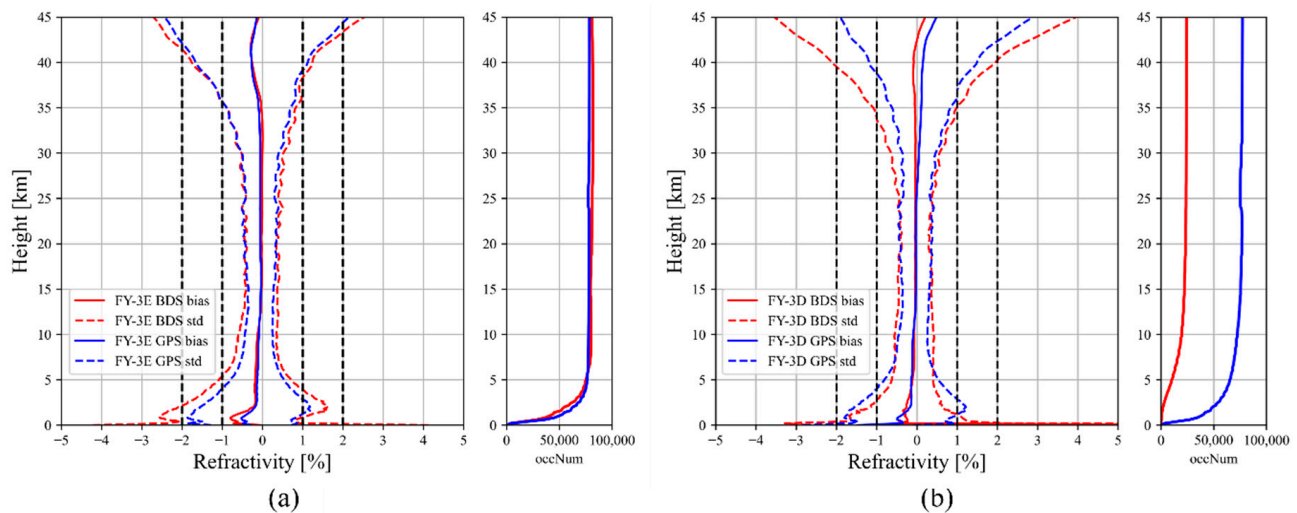 45
40
35
30
25
20
15
10
5
0
Height [km]
FY-3E BDS bias
FY-3E BDS std
FY-3E GPS bias
FY-3E GPS std
−5 −4 −3 −2 −1 0 1 2 3 4 5
Refractivity [%]
45
40
35
30
25
20
15
10
5
0
0 50,000 100,000
occNum
(a)
45
40
35
30
25
20
15
10
5
0
Height [km]
FY-3D BDS bias
FY-3D BDS std
FY-3D GPS bias
FY-3D GPS std
−5 −4 −3 −2 −1 0 1 2 3 4 5
Refractivity [%]
45
40
35
30
25
20
15
10
5
0
0 50,000 100,000
occNum
(b)